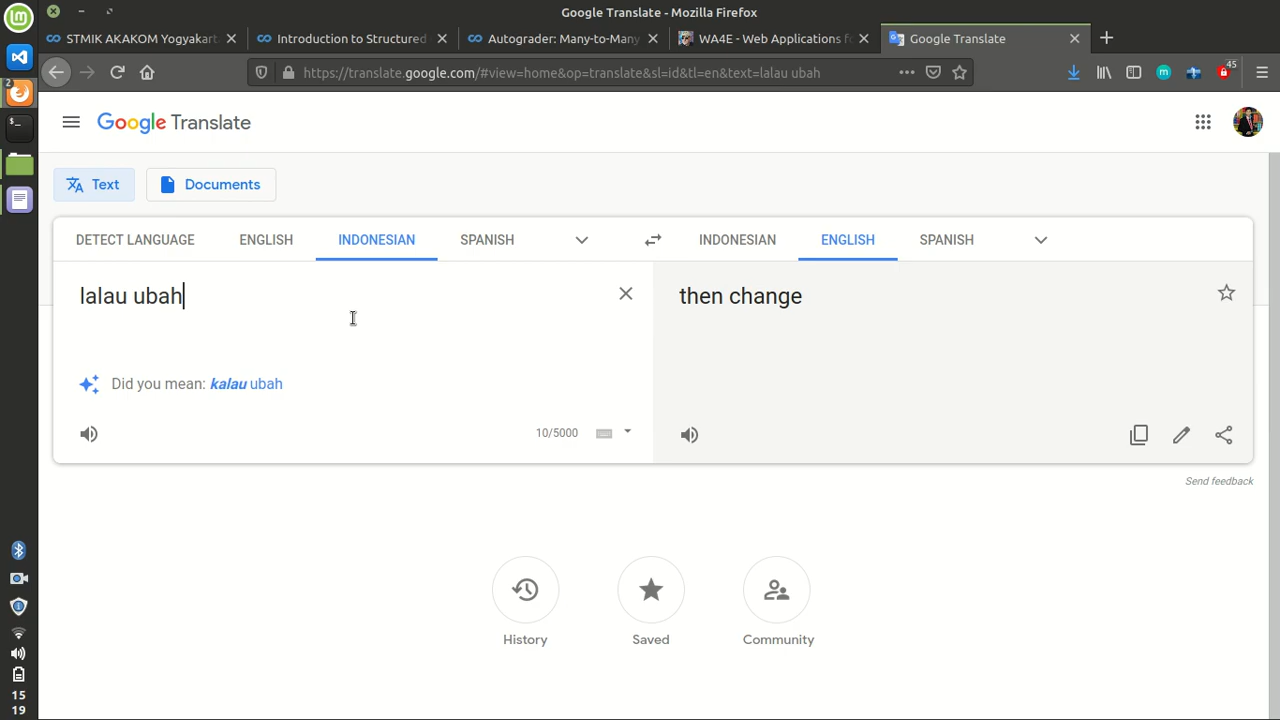 Google Translate - Mozilla Firefox
STMIK AKAKOM Yogyakart
Introduction to Structured
Autograder: Many-to-Many
WA4E - Web Applications fo
Google Translate
https://translate.google.com/#view=home&op=translate&sl=id&tl=en&text=lalau ubah
45
2
Google Translate
Text
Documents
DETECT LANGUAGE
ENGLISH
INDONESIAN
SPANISH
INDONESIAN
ENGLISH
SPANISH
lalau ubah
then change
Did you mean: kalau ubah
10/5000
Send feedback
History
Saved
Community
15
19